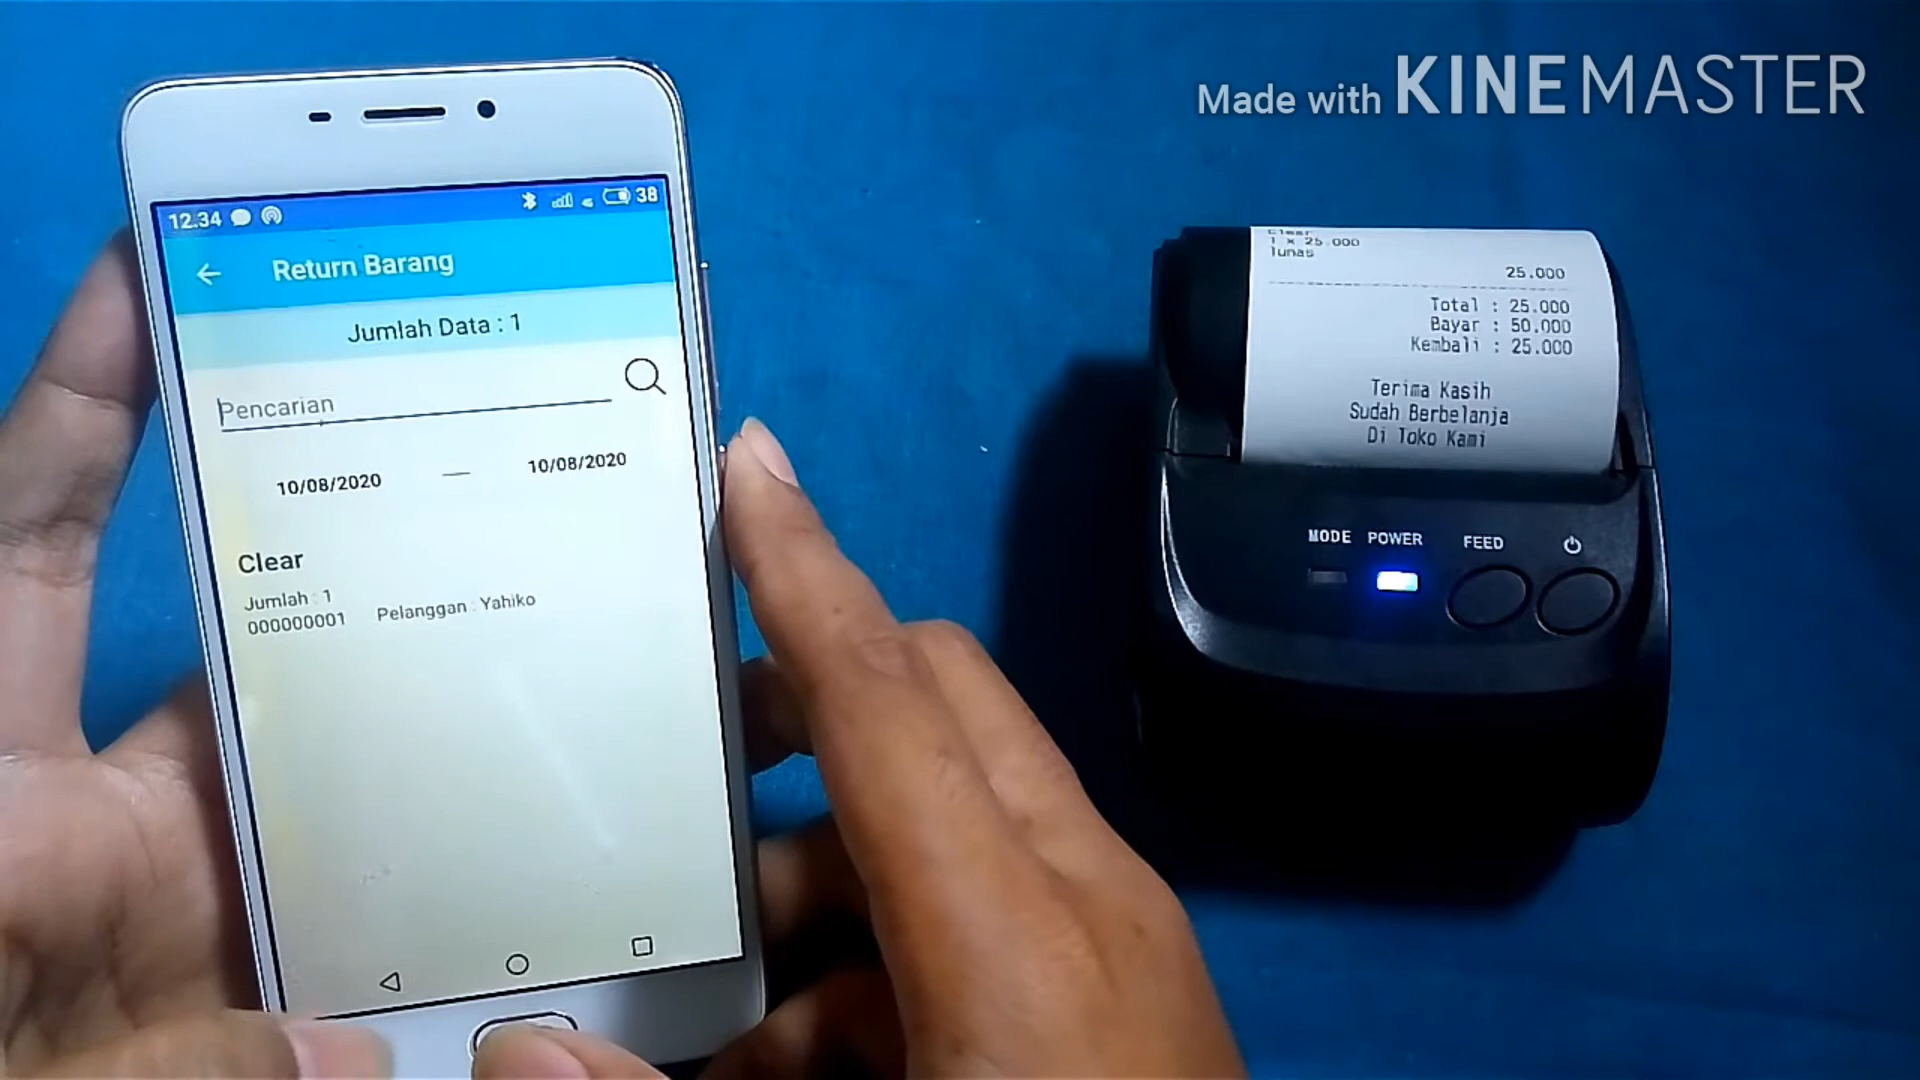 Made with KINEMASTER
12.34
38
Return Barang
Jumlah Data : 1
Pencarian
10/08/2020 — 10/08/2020
Clear
Jumlah : 1
000000001 Pelanggan : Yahiko
Clear
1 x 25.000
lunas
25.000
Total : 25.000
Bayar : 50.000
Kembali : 25.000
Terima Kasih
Sudah Berbelanja
Di Toko Kami
MODE POWER FEED